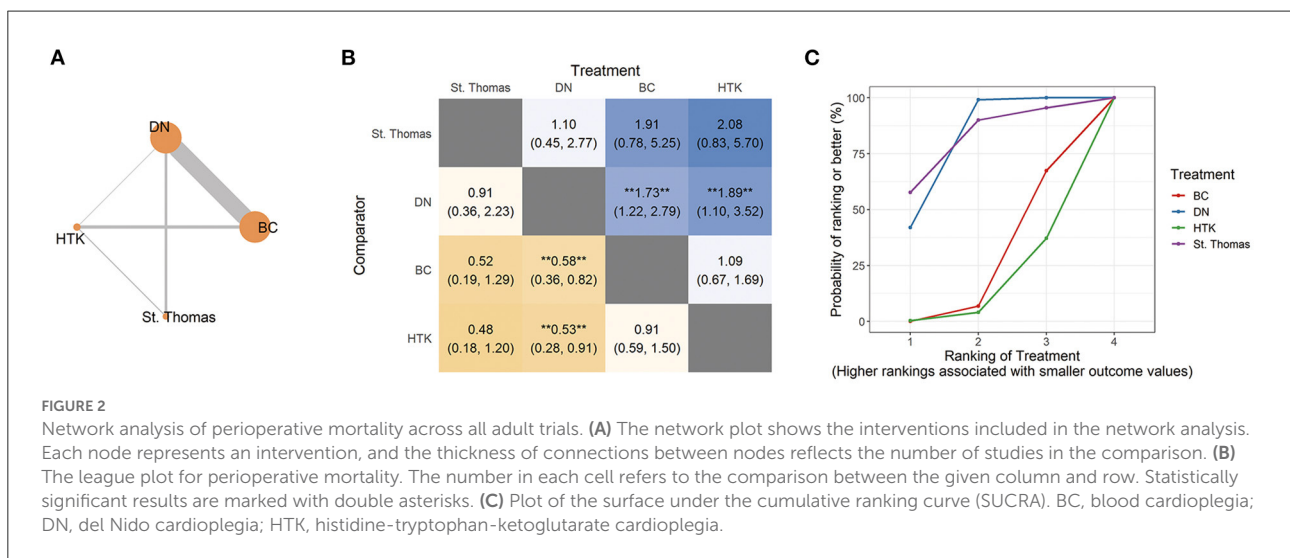 A
DN
BC
HTK
St. Thomas
B
Treatment
St. Thomas DN BC HTK
Comparator
St. Thomas
1.10 1.91 2.08
(0.45, 2.77) (0.78, 5.25) (0.83, 5.70)
DN
0.91 **1.73** **1.89**
(0.36, 2.23) (1.22, 2.79) (1.10, 3.52)
BC
0.52 **0.58** 1.09
(0.19, 1.29) (0.36, 0.82) (0.67, 1.69)
HTK
0.48 **0.53** 0.91
(0.18, 1.20) (0.28, 0.91) (0.59, 1.50)
C
Probability of ranking or better (%)
100
75
50
25
0
1 2 3 4
Ranking of Treatment
(Higher rankings associated with smaller outcome values)
Treatment
BC
DN
HTK
St. Thomas
FIGURE 2
Network analysis of perioperative mortality across all adult trials. (A) The network plot shows the interventions included in the network analysis.
Each node represents an intervention, and the thickness of connections between nodes reflects the number of studies in the comparison. (B)
The league plot for perioperative mortality. The number in each cell refers to the comparison between the given column and row. Statistically
significant results are marked with double asterisks. (C) Plot of the surface under the cumulative ranking curve (SUCRA). BC, blood cardioplegia;
DN, del Nido cardioplegia; HTK, histidine-tryptophan-ketoglutarate cardioplegia.